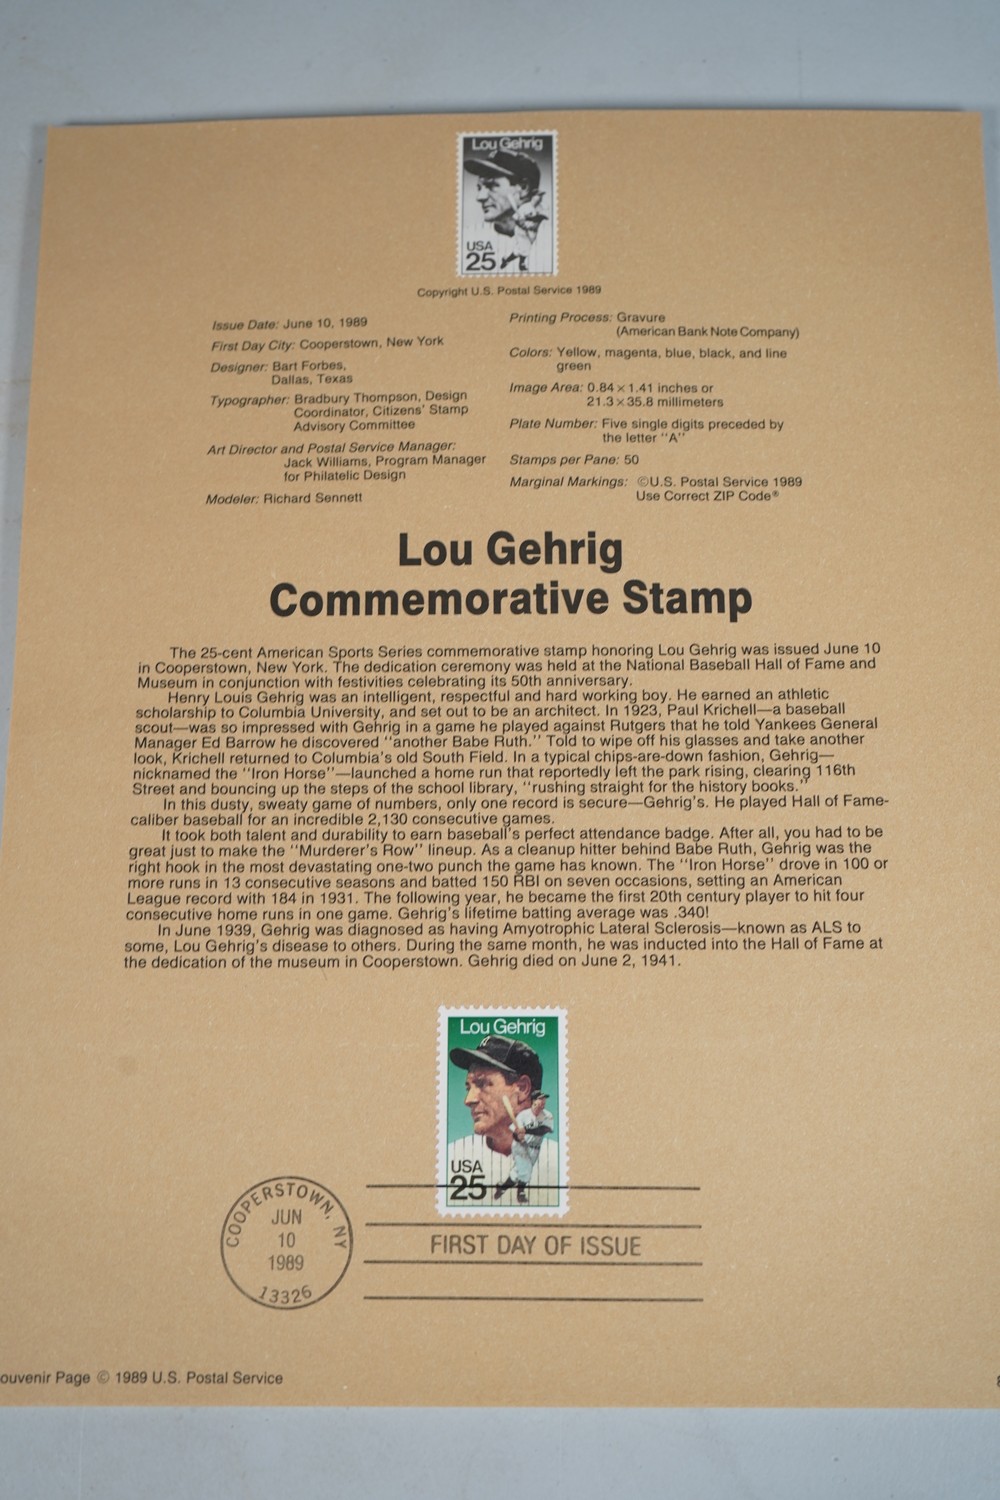 Lou Gehrig
USA
25
Copyright U.S. Postal Service 1989
Issue Date: June 10, 1989
First Day City: Cooperstown, New York
Designer: Bart Forbes,
Dallas, Texas
Typographer: Bradbury Thompson, Design
Coordinator, Citizens' Stamp
Advisory Committee
Art Director and Postal Service Manager:
Jack Williams, Program Manager
for Philatelic Design
Modeler: Richard Sennett
Printing Process: Gravure
(American Bank Note Company)
Colors: Yellow, magenta, blue, black, and line
green
Image Area: 0.84 × 1.41 inches or
21.3 × 35.8 millimeters
Plate Number: Five single digits preceded by
the letter "A"
Stamps per Pane: 50
Marginal Markings: ©U.S. Postal Service 1989
Use Correct ZIP Code®
Lou Gehrig
Commemorative Stamp
The 25-cent American Sports Series commemorative stamp honoring Lou Gehrig was issued June 10
in Cooperstown, New York. The dedication ceremony was held at the National Baseball Hall of Fame and
Museum in conjunction with festivities celebrating its 50th anniversary.
Henry Louis Gehrig was an intelligent, respectful and hard working boy. He earned an athletic
scholarship to Columbia University, and set out to be an architect. In 1923, Paul Krichell—a baseball
scout—was so impressed with Gehrig in a game he played against Rutgers that he told Yankees General
Manager Ed Barrow he discovered "another Babe Ruth." Told to wipe off his glasses and take another
look, Krichell returned to Columbia's old South Field. In a typical chips-are-down fashion, Gehrig—
nicknamed the "Iron Horse"—launched a home run that reportedly left the park rising, clearing 116th
Street and bouncing up the steps of the school library, "rushing straight for the history books."
In this dusty, sweaty game of numbers, only one record is secure—Gehrig's. He played Hall of Fame-
caliber baseball for an incredible 2,130 consecutive games.
It took both talent and durability to earn baseball's perfect attendance badge. After all, you had to be
great just to make the "Murderer's Row" lineup. As a cleanup hitter behind Babe Ruth, Gehrig was the
right hook in the most devastating one-two punch the game has known. The "Iron Horse" drove in 100 or
more runs in 13 consecutive seasons and batted 150 RBI on seven occasions, setting an American
League record with 184 in 1931. The following year, he became the first 20th century player to hit four
consecutive home runs in one game. Gehrig's lifetime batting average was .340!
In June 1939, Gehrig was diagnosed as having Amyotrophic Lateral Sclerosis—known as ALS to
some, Lou Gehrig's disease to others. During the same month, he was inducted into the Hall of Fame at
the dedication of the museum in Cooperstown. Gehrig died on June 2, 1941.
Lou Gehrig
USA
25
COOPERSTOWN, NY
JUN
10
1989
13326
FIRST DAY OF ISSUE
ouvenir Page © 1989 U.S. Postal Service